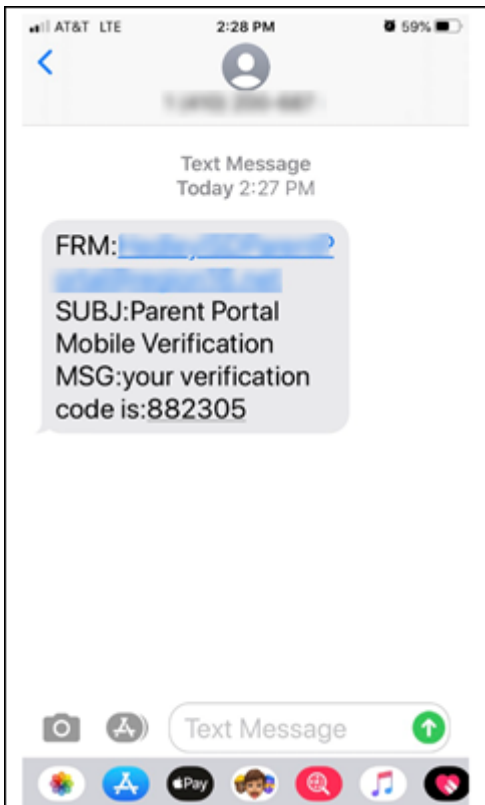 AT&T LTE
2:28 PM
59%
Text Message
Today 2:27 PM
FRM:
SUBJ:Parent Portal
Mobile Verification
MSG:your verification
code is:882305
Text Message
Pay